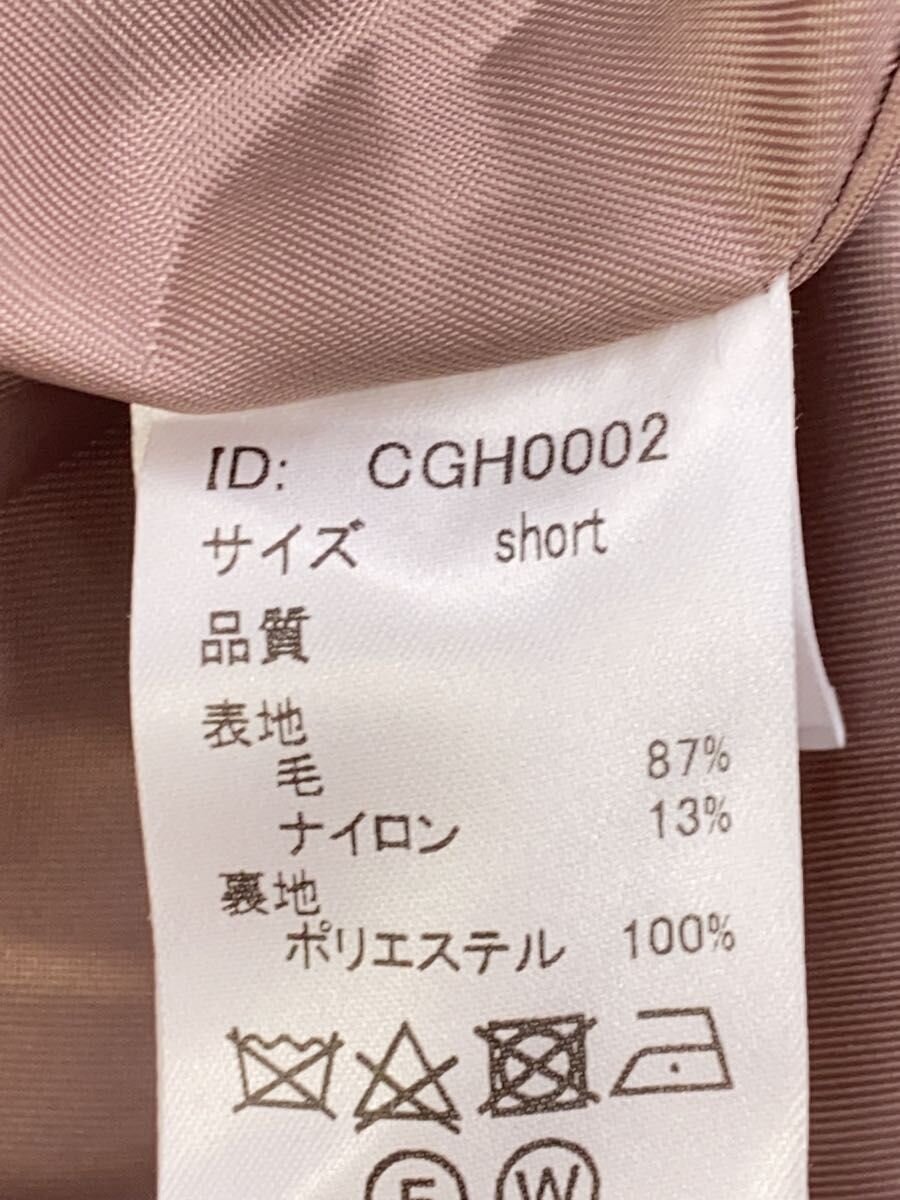 ID: CGH0002
サイズ short
品質
表地
毛 87%
ナイロン 13%
裏地
ポリエステル 100%
F W